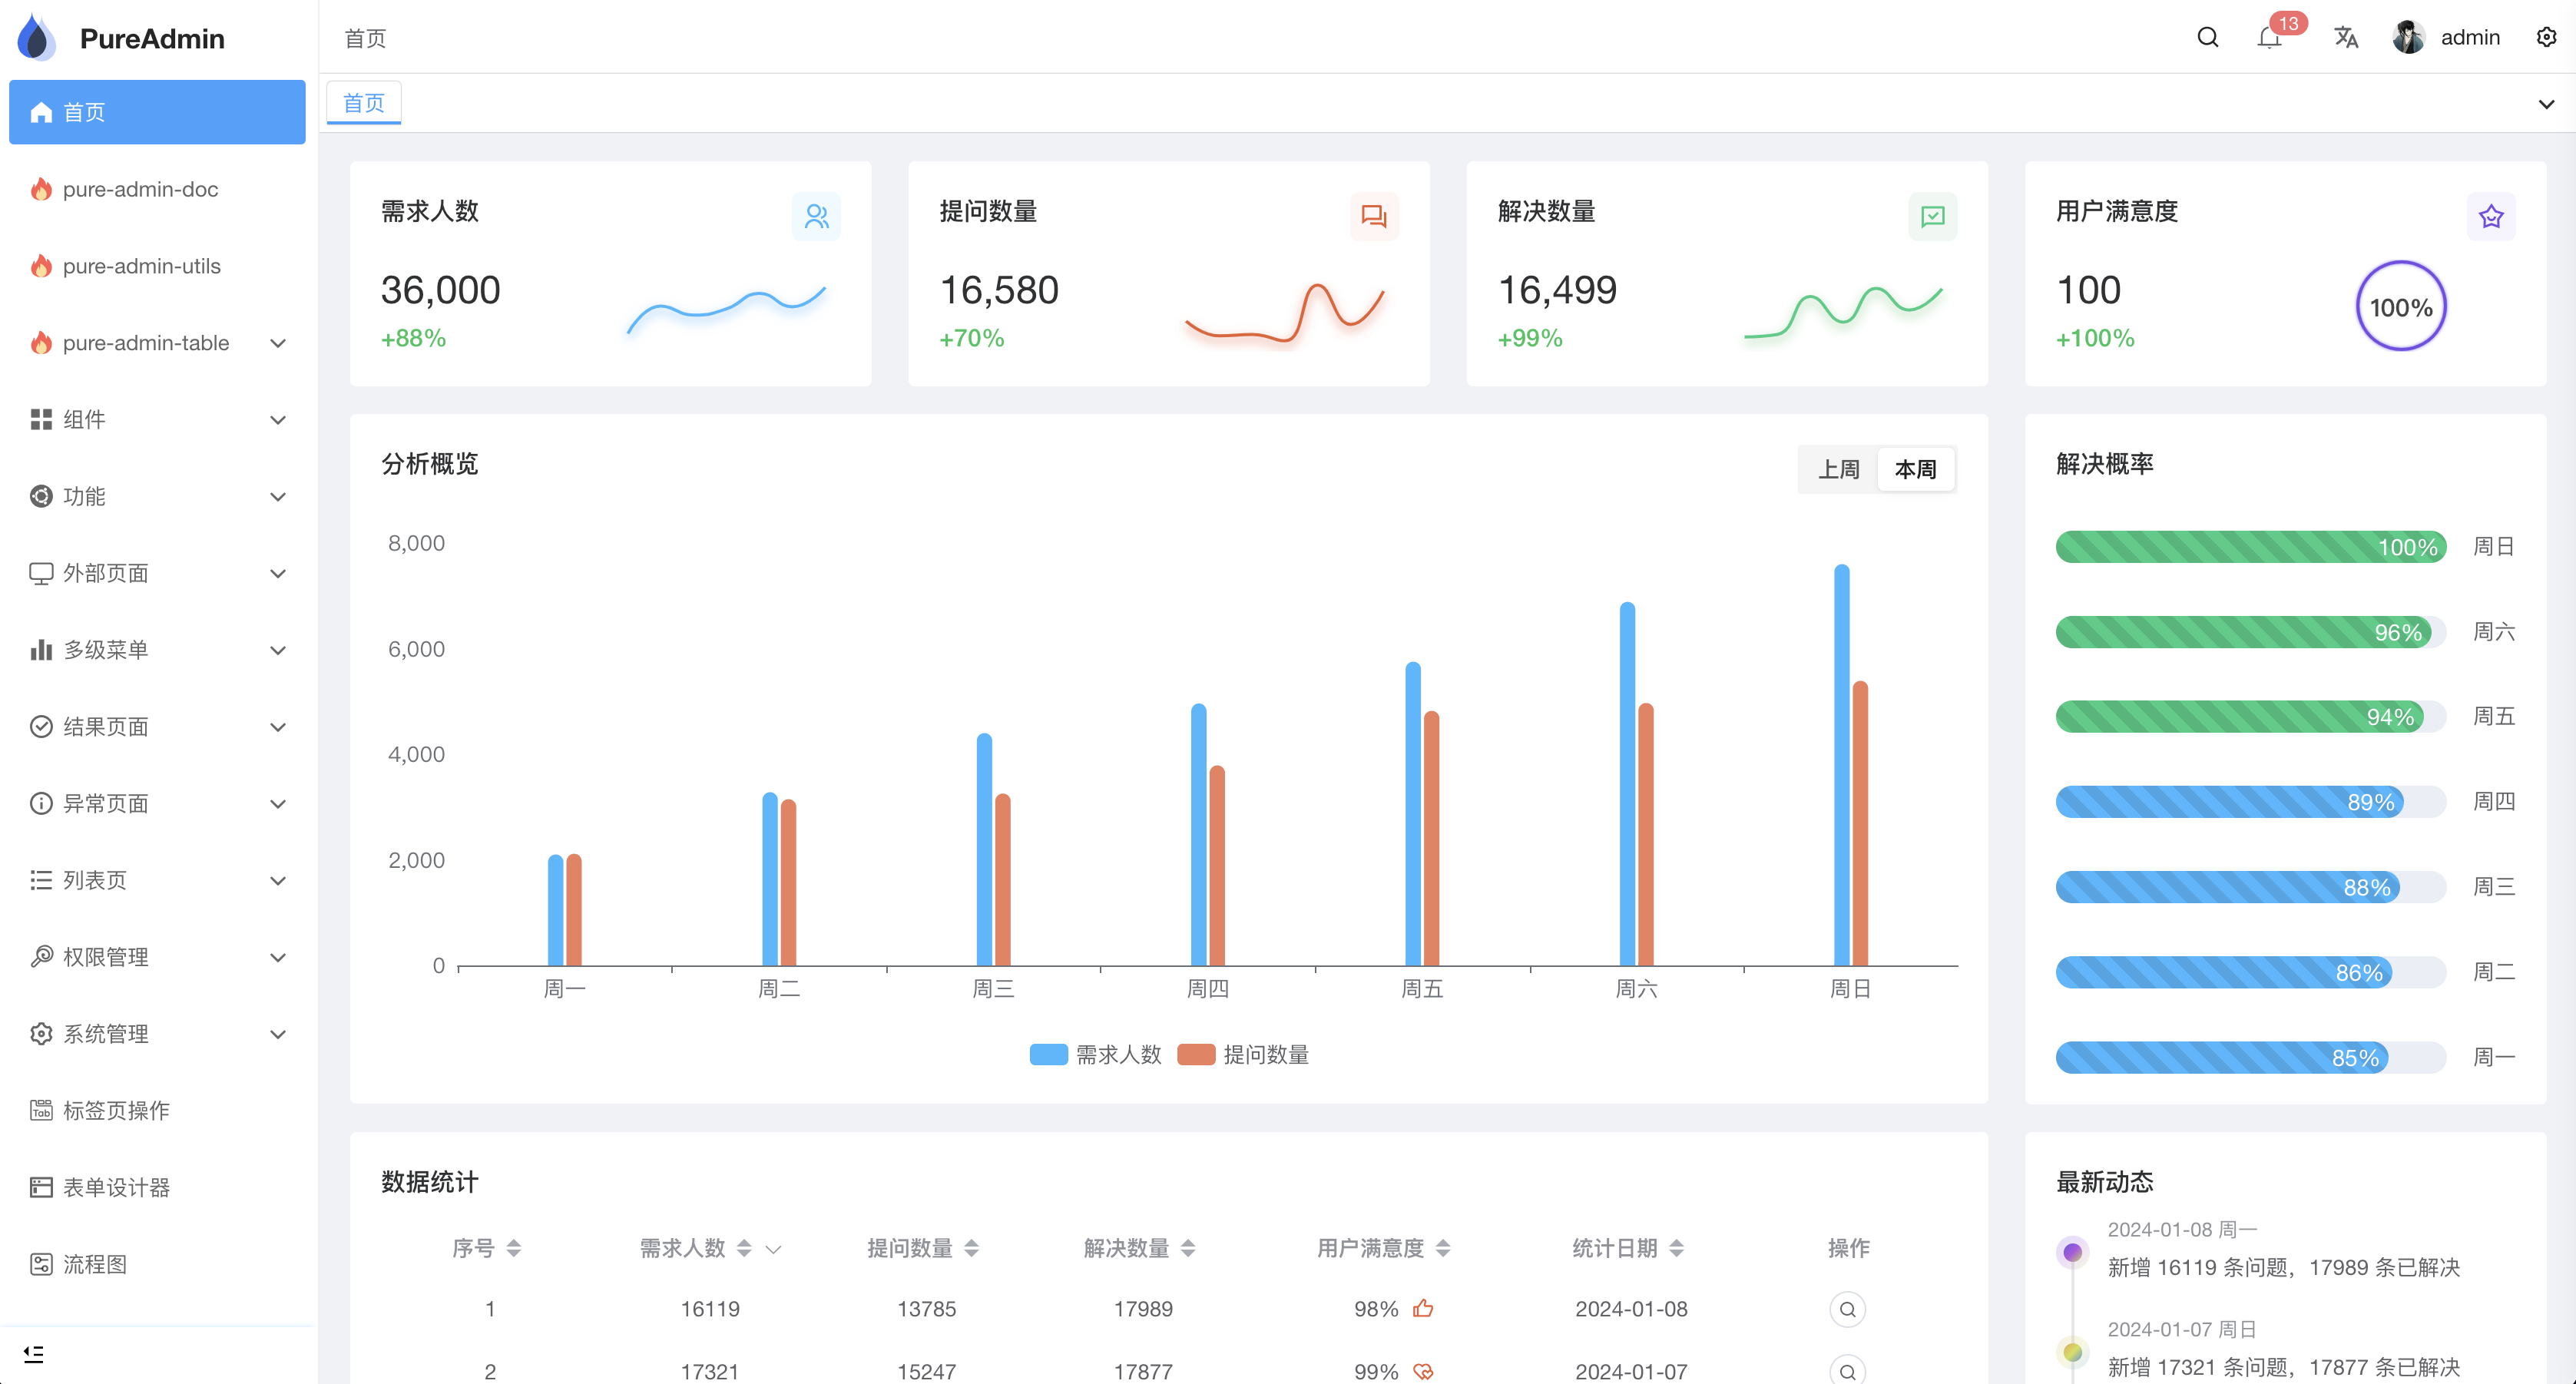 PureAdmin
首页
pure-admin-doc
pure-admin-utils
pure-admin-table
组件
功能
外部页面
多级菜单
结果页面
异常页面
列表页
权限管理
系统管理
Tab 标签页操作
表单设计器
流程图
首页
13
admin
首页
需求人数
36,000
+88%
提问数量
16,580
+70%
解决数量
16,499
+99%
用户满意度
100
+100%
100%
分析概览
上周 本周
8,000
6,000
4,000
2,000
0
周一 周二 周三 周四 周五 周六 周日
需求人数 提问数量
解决概率
100% 周日
96% 周六
94% 周五
89% 周四
88% 周三
86% 周二
85% 周一
数据统计
序号 需求人数 提问数量 解决数量 用户满意度 统计日期 操作
1 16119 13785 17989 98% 2024-01-08
2 17321 15247 17877 99% 2024-01-07
最新动态
2024-01-08 周一
新增 16119 条问题，17989 条已解决
2024-01-07 周日
新增 17321 条问题，17877 条已解决